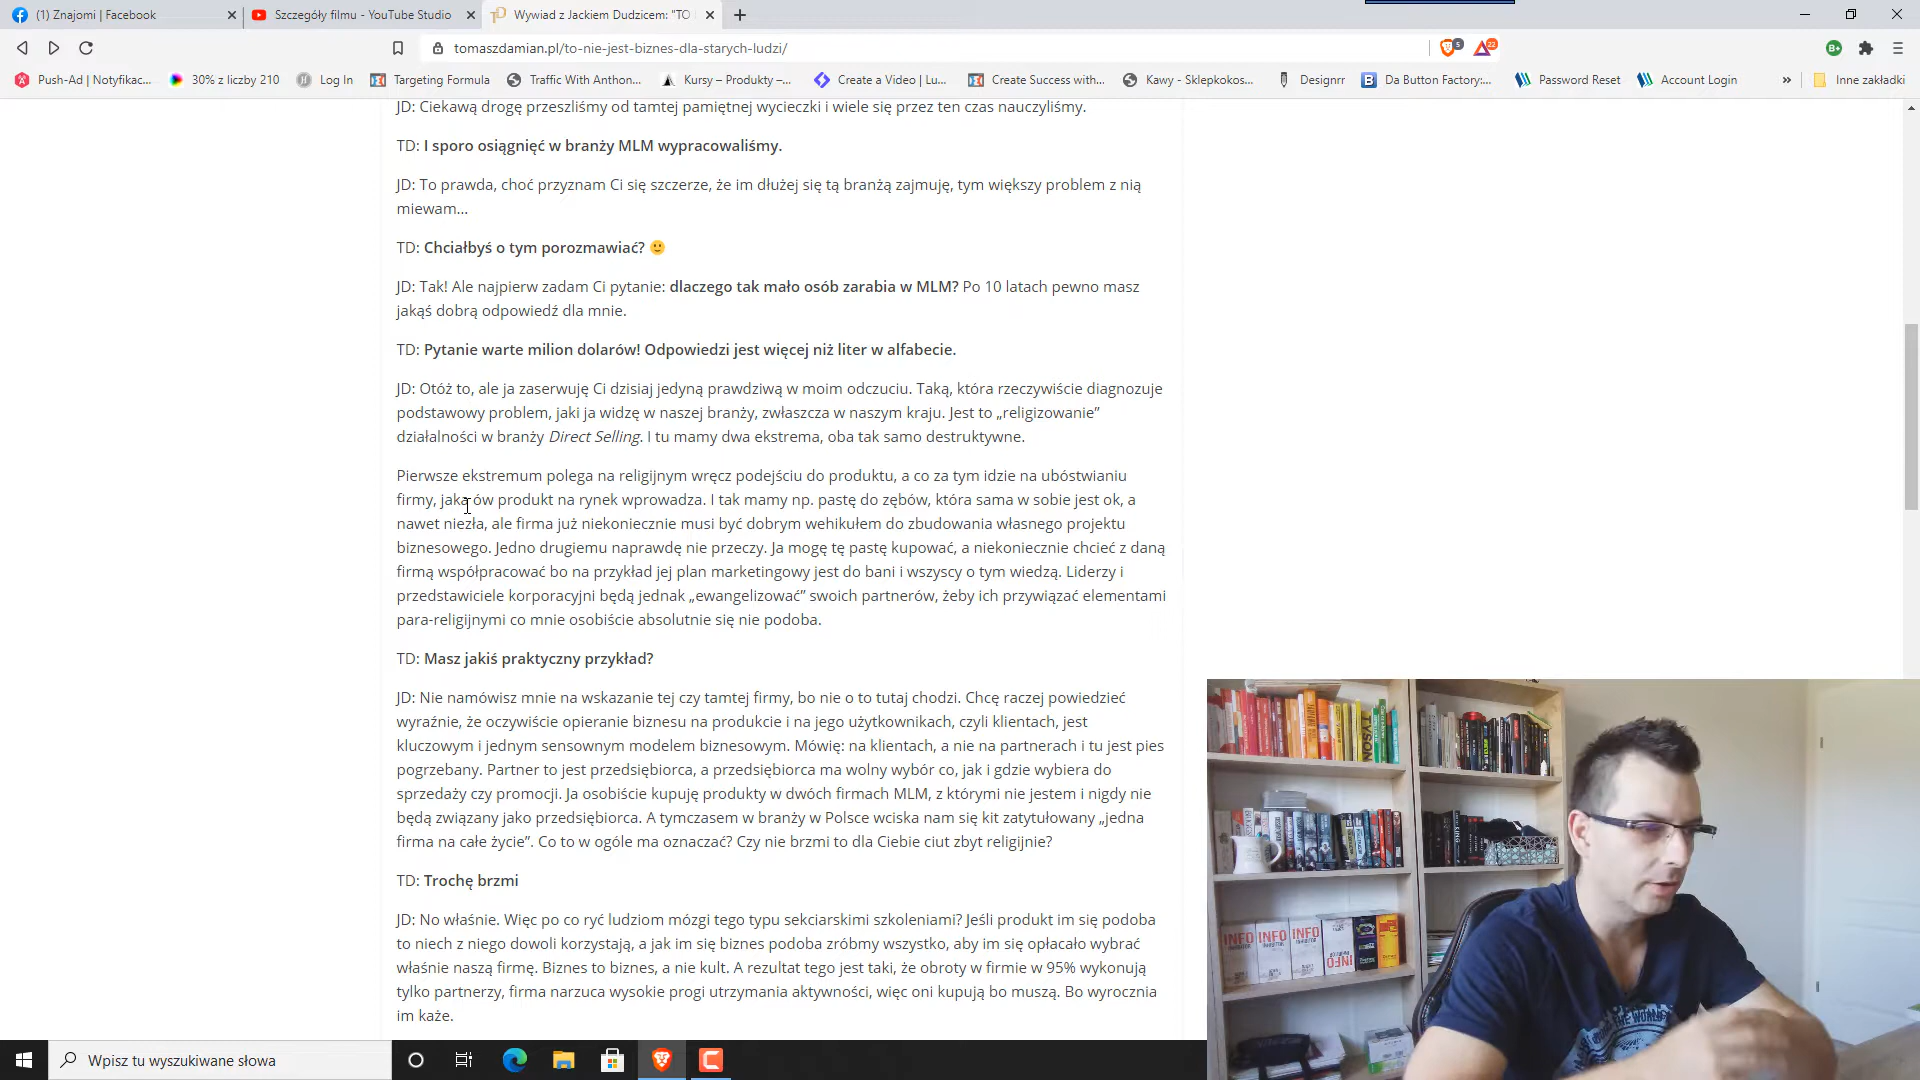 (1) Znajomi | Facebook
Szczegóły filmu - YouTube Studio
Wywiad z Jackiem Dudzicem: "TO
tomaszdamian.pl/to-nie-jest-biznes-dla-starych-ludzi/
5
22
B+
Push-Ad | Notyfikac...
30% z liczby 210
Log In
Targeting Formula
Traffic With Anthon...
Kursy – Produkty –...
Create a Video | Lu...
Create Success with...
Kawy - Sklepkokos...
Designrr
Da Button Factory:...
Password Reset
Account Login
»
Inne zakładki
JD: Ciekawą drogę przeszliśmy od tamtej pamiętnej wycieczki i wiele się przez ten czas nauczyliśmy.
TD: I sporo osiągnięć w branży MLM wypracowaliśmy.
JD: To prawda, choć przyznam Ci się szczerze, że im dłużej się tą branżą zajmuję, tym większy problem z nią
miewam…
TD: Chciałbyś o tym porozmawiać? 🙂
JD: Tak! Ale najpierw zadam Ci pytanie: dlaczego tak mało osób zarabia w MLM? Po 10 latach pewno masz
jakąś dobrą odpowiedź dla mnie.
TD: Pytanie warte milion dolarów! Odpowiedzi jest więcej niż liter w alfabecie.
JD: Otóż to, ale ja zaserwuję Ci dzisiaj jedyną prawdziwą w moim odczuciu. Taką, która rzeczywiście diagnozuje
podstawowy problem, jaki ja widzę w naszej branży, zwłaszcza w naszym kraju. Jest to „religizowanie”
działalności w branży Direct Selling. I tu mamy dwa ekstrema, oba tak samo destruktywne.
Pierwsze ekstremum polega na religijnym wręcz podejściu do produktu, a co za tym idzie na ubóstwianiu
firmy, jaka ów produkt na rynek wprowadza. I tak mamy np. pastę do zębów, która sama w sobie jest ok, a
nawet niezła, ale firma już niekoniecznie musi być dobrym wehikułem do zbudowania własnego projektu
biznesowego. Jedno drugiemu naprawdę nie przeczy. Ja mogę tę pastę kupować, a niekoniecznie chcieć z daną
firmą współpracować bo na przykład jej plan marketingowy jest do bani i wszyscy o tym wiedzą. Liderzy i
przedstawiciele korporacyjni będą jednak „ewangelizować” swoich partnerów, żeby ich przywiązać elementami
para-religijnymi co mnie osobiście absolutnie się nie podoba.
TD: Masz jakiś praktyczny przykład?
JD: Nie namówisz mnie na wskazanie tej czy tamtej firmy, bo nie o to tutaj chodzi. Chcę raczej powiedzieć
wyraźnie, że oczywiście opieranie biznesu na produkcie i na jego użytkownikach, czyli klientach, jest
kluczowym i jednym sensownym modelem biznesowym. Mówię: na klientach, a nie na partnerach i tu jest pies
pogrzebany. Partner to jest przedsiębiorca, a przedsiębiorca ma wolny wybór co, jak i gdzie wybiera do
sprzedaży czy promocji. Ja osobiście kupuję produkty w dwóch firmach MLM, z którymi nie jestem i nigdy nie
będą związany jako przedsiębiorca. A tymczasem w branży w Polsce wciska nam się kit zatytułowany „jedna
firma na całe życie”. Co to w ogóle ma oznaczać? Czy nie brzmi to dla Ciebie ciut zbyt religijnie?
TD: Trochę brzmi
JD: No właśnie. Więc po co ryć ludziom mózgi tego typu sekciarskimi szkoleniami? Jeśli produkt im się podoba
to niech z niego dowoli korzystają, a jak im się biznes podoba zróbmy wszystko, aby im się opłacało wybrać
właśnie naszą firmę. Biznes to biznes, a nie kult. A rezultat tego jest taki, że obroty w firmie w 95% wykonują
tylko partnerzy, firma narzuca wysokie progi utrzymania aktywności, więc oni kupują bo muszą. Bo wyrocznia
im każe.
TYSON
KING
INFO
INFO
INFO
INFO
Wpisz tu wyszukiwane słowa